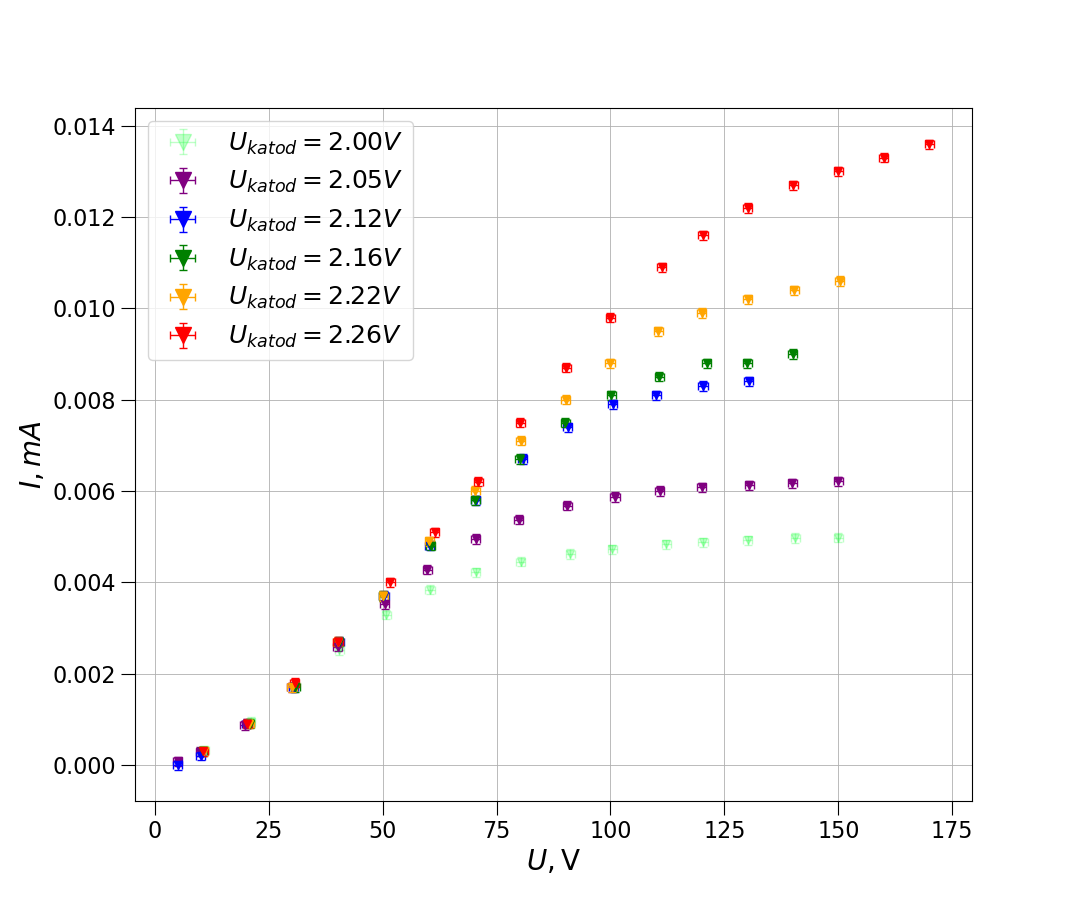 0.014
0.012
0.010
0.008
0.006
0.004
0.002
0.000
I, mA
U_katod = 2.00V
U_katod = 2.05V
U_katod = 2.12V
U_katod = 2.16V
U_katod = 2.22V
U_katod = 2.26V
0 25 50 75 100 125 150 175
U, V